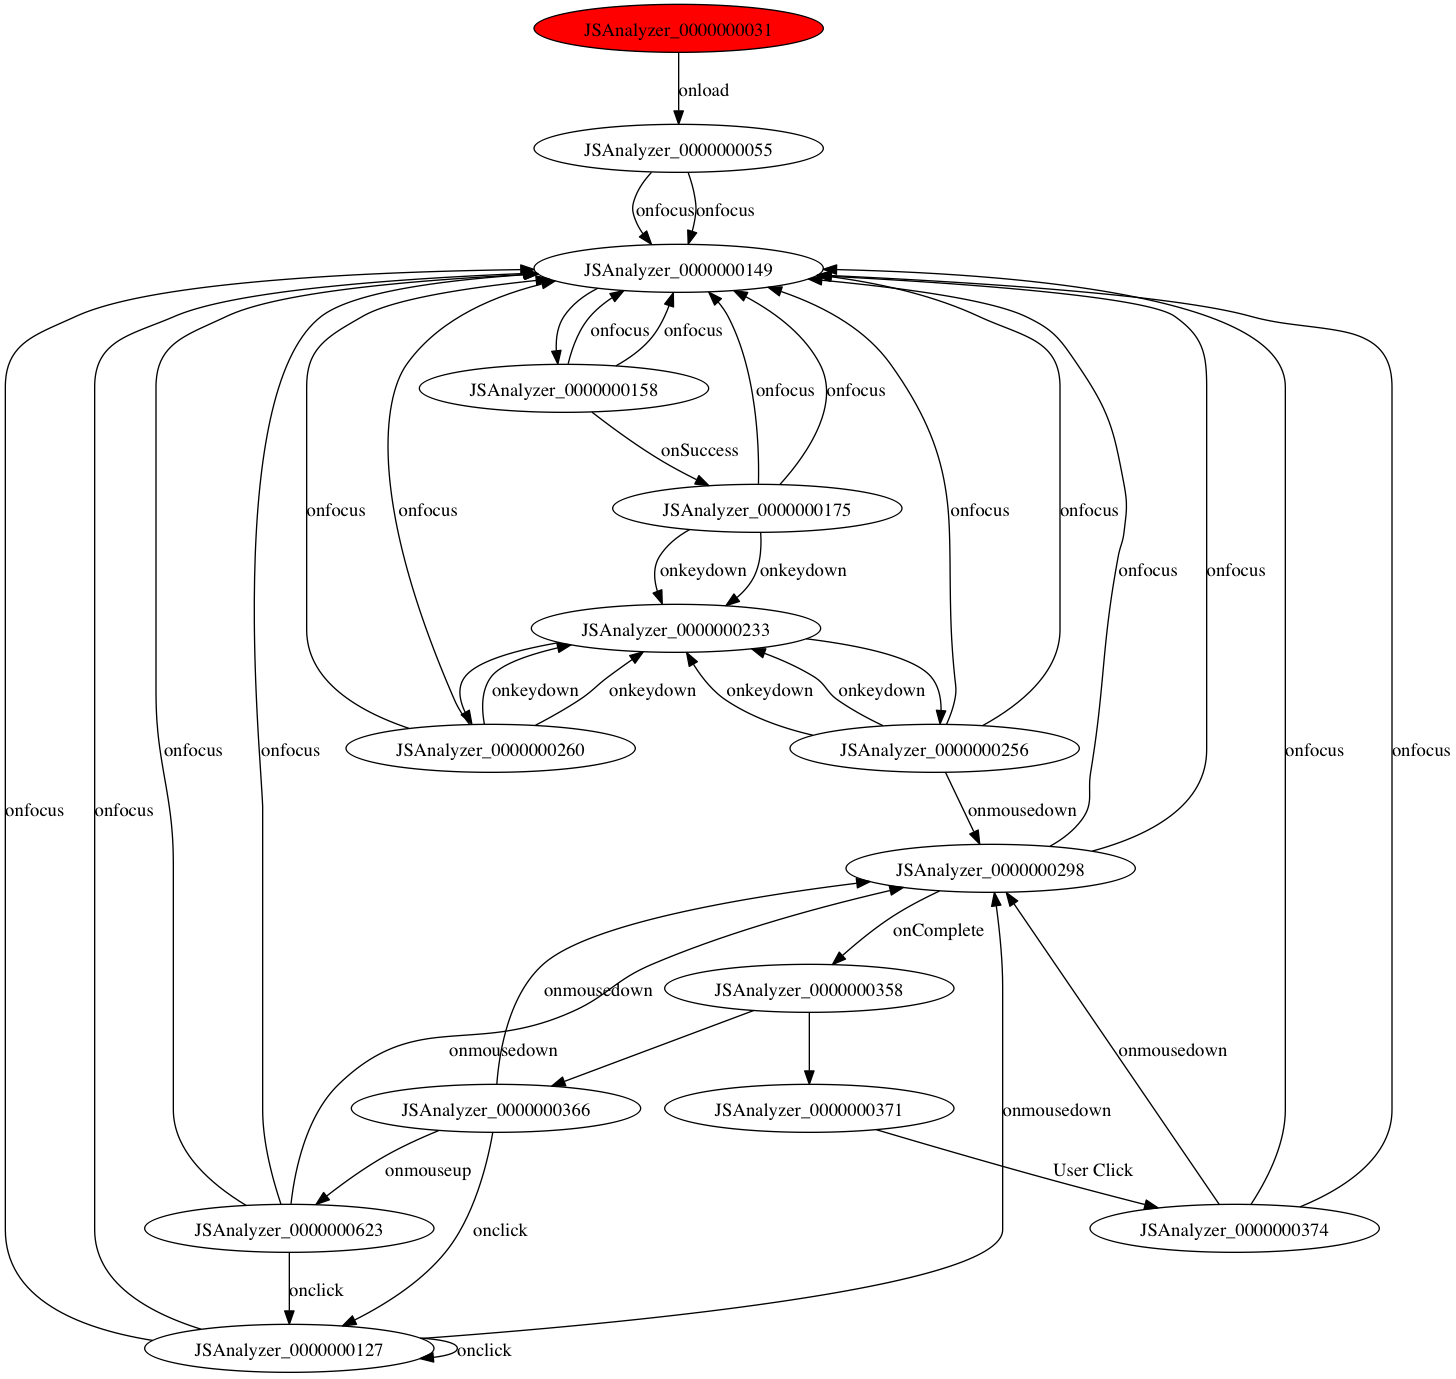 JSAnalyzer_0000000031
onload
JSAnalyzer_0000000055
onfocus onfocus
JSAnalyzer_0000000149
onfocus onfocus
JSAnalyzer_0000000158
onfocus onfocus
onSuccess
onfocus onfocus onfocus onfocus
JSAnalyzer_0000000175
onkeydown onkeydown onfocus onfocus
JSAnalyzer_0000000233
onkeydown onkeydown onkeydown onkeydown
onfocus onfocus JSAnalyzer_0000000260 JSAnalyzer_0000000256 onfocus onfocus
onfocus onfocus onmousedown
JSAnalyzer_0000000298
onComplete
onmousedown JSAnalyzer_0000000358
onmousedown onmousedown
JSAnalyzer_0000000366 JSAnalyzer_0000000371 onmousedown
onmouseup User Click
JSAnalyzer_0000000623 onclick JSAnalyzer_0000000374
onclick
JSAnalyzer_0000000127 onclick